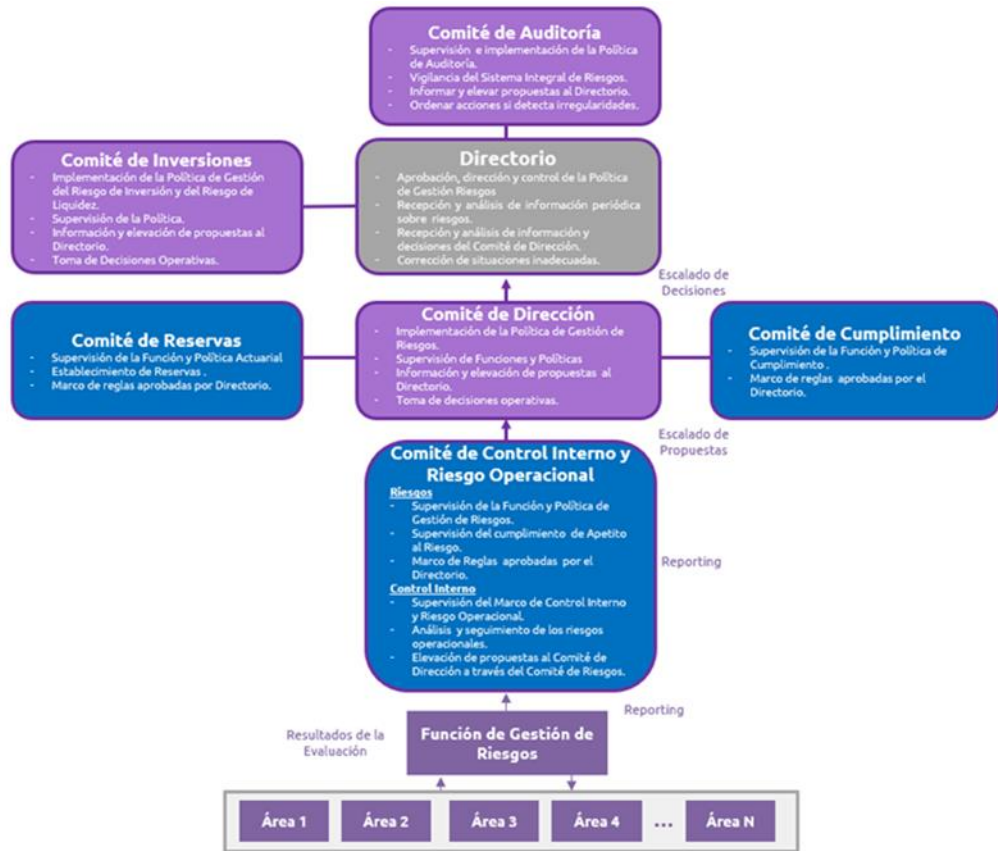 Comité de Auditoría
- Supervisión e implementación de la Política
de Auditoría.
- Vigilancia del Sistema Integral de Riesgos.
- Informar y elevar propuestas al Directorio.
- Ordenar acciones si detecta irregularidades.
Comité de Inversiones
- Implementación de la Política de Gestión
del Riesgo de Inversión y del Riesgo de
Liquidez.
- Supervisión de la Política.
- Información y elevación de propuestas al
Directorio.
- Toma de Decisiones Operativas.
Directorio
- Aprobación, dirección y control de la Política
de Gestión Riesgos
- Recepción y análisis de información periódica
sobre riesgos.
- Recepción y análisis de información y
decisiones del Comité de Dirección.
- Corrección de situaciones inadecuadas.
Escalado de
Decisiones
Comité de Reservas
- Supervisión de la Función y Política Actuarial
- Establecimiento de Reservas .
- Marco de reglas aprobadas por Directorio.
Comité de Dirección
- Implementación de la Política de Gestión de
Riesgos.
- Supervisión de Funciones y Políticas
- Información y elevación de propuestas al
Directorio.
- Toma de decisiones operativas.
Comité de Cumplimiento
- Supervisión de la Función y Política de
Cumplimiento .
- Marco de reglas aprobadas por el
Directorio.
Escalado de
Propuestas
Comité de Control Interno y
Riesgo Operacional
Riesgos
- Supervisión de la Función y Política de
Gestión de Riesgos.
- Supervisión del cumplimiento de Apetito
al Riesgo.
- Marco de Reglas aprobadas por el
Directorio.
Control Interno
- Supervisión del Marco de Control Interno
y Riesgo Operacional.
- Análisis y seguimiento de los riesgos
operacionales.
- Elevación de propuestas al Comité de
Dirección a través del Comité de Riesgos.
Reporting
Reporting
Resultados de la
Evaluación
Función de Gestión de
Riesgos
Área 1 Área 2 Área 3 Área 4 ... Área N